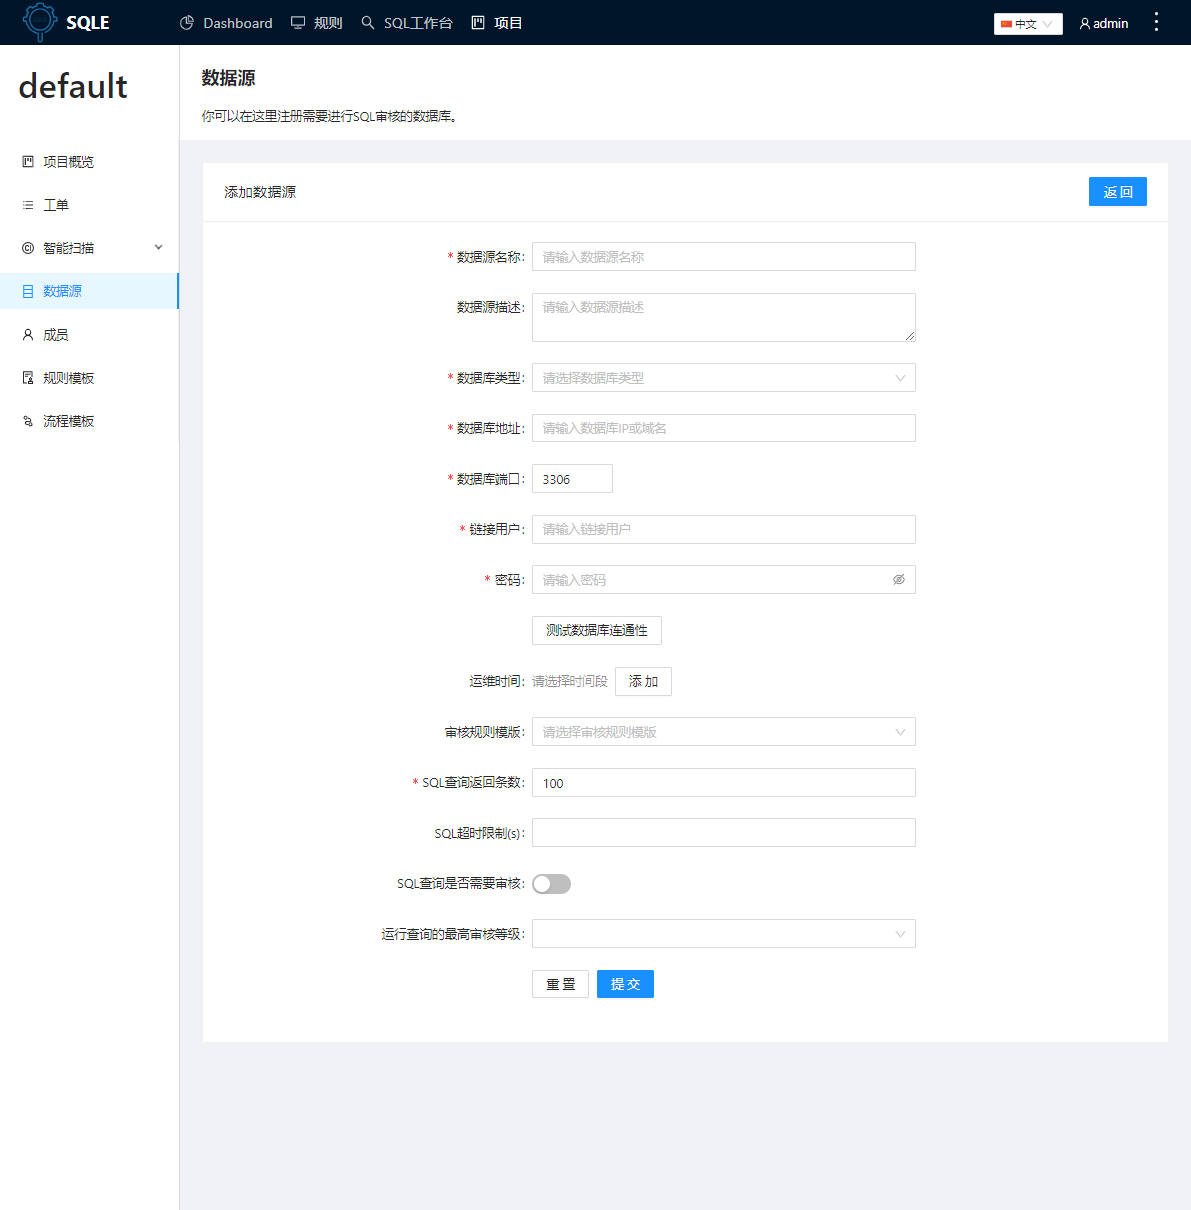 SQLE Dashboard 规则 SQL工作台 项目 中文 admin
default
项目概览
工单
智能扫描
数据源
成员
规则模板
流程模板
数据源
你可以在这里注册需要进行SQL审核的数据库。
添加数据源 返 回
* 数据源名称: 请输入数据源名称
数据源描述: 请输入数据源描述
* 数据库类型: 请选择数据库类型
* 数据库地址: 请输入数据库IP或域名
* 数据库端口: 3306
* 链接用户: 请输入链接用户
* 密码: 请输入密码
测试数据库连通性
运维时间: 请选择时间段 添 加
审核规则模版: 请选择审核规则模版
* SQL查询返回条数: 100
SQL超时限制(s):
SQL查询是否需要审核:
运行查询的最高审核等级:
重 置 提 交